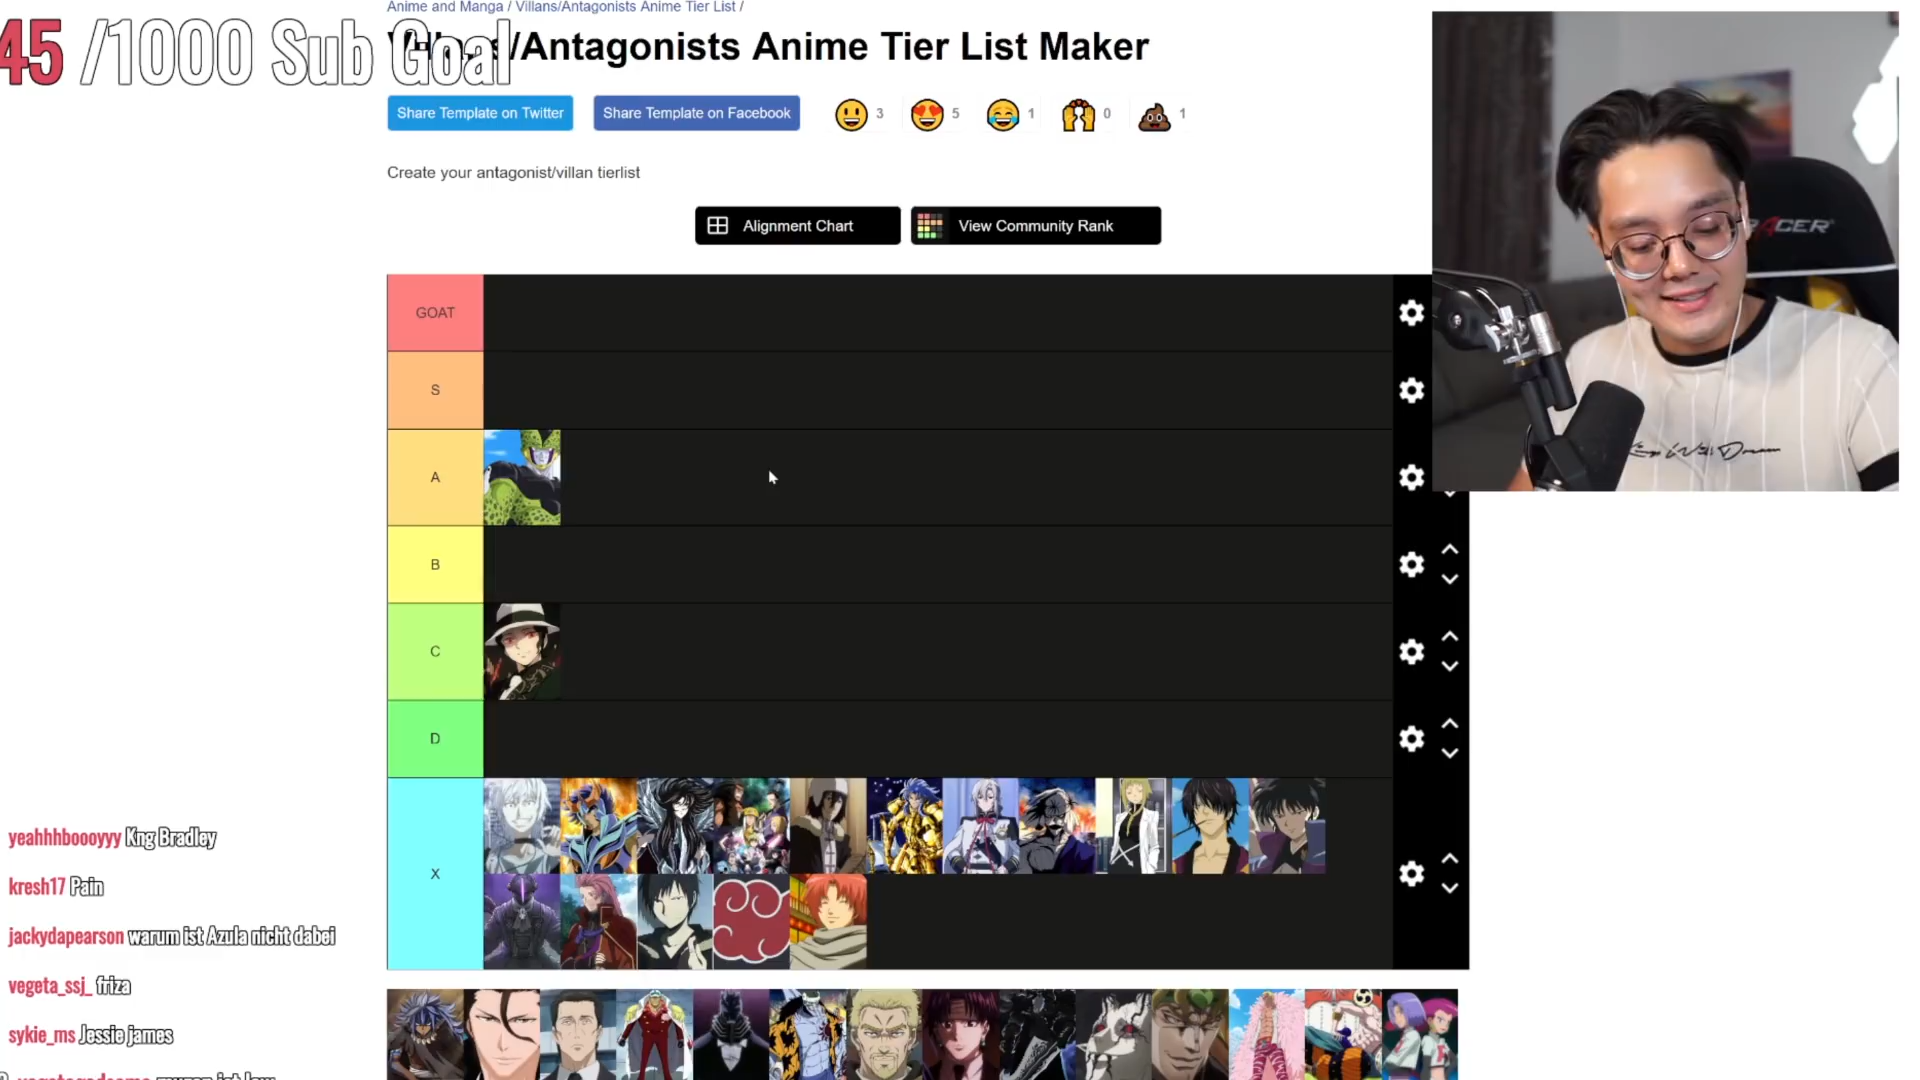 Anime and Manga / Villans/Antagonists Anime Tier List /
45 /1000 Sub Goal
/Antagonists Anime Tier List Maker
Share Template on Twitter
Share Template on Facebook
3
5
1
0
1
Create your antagonist/villan tierlist
Alignment Chart
View Community Rank
GOAT
S
A
B
C
D
X
yeahhhboooyyy Kng Bradley
kresh17 Pain
jackydapearson warum ist Azula nicht dabei
vegeta_ssj_ friza
sykie_ms Jessie james